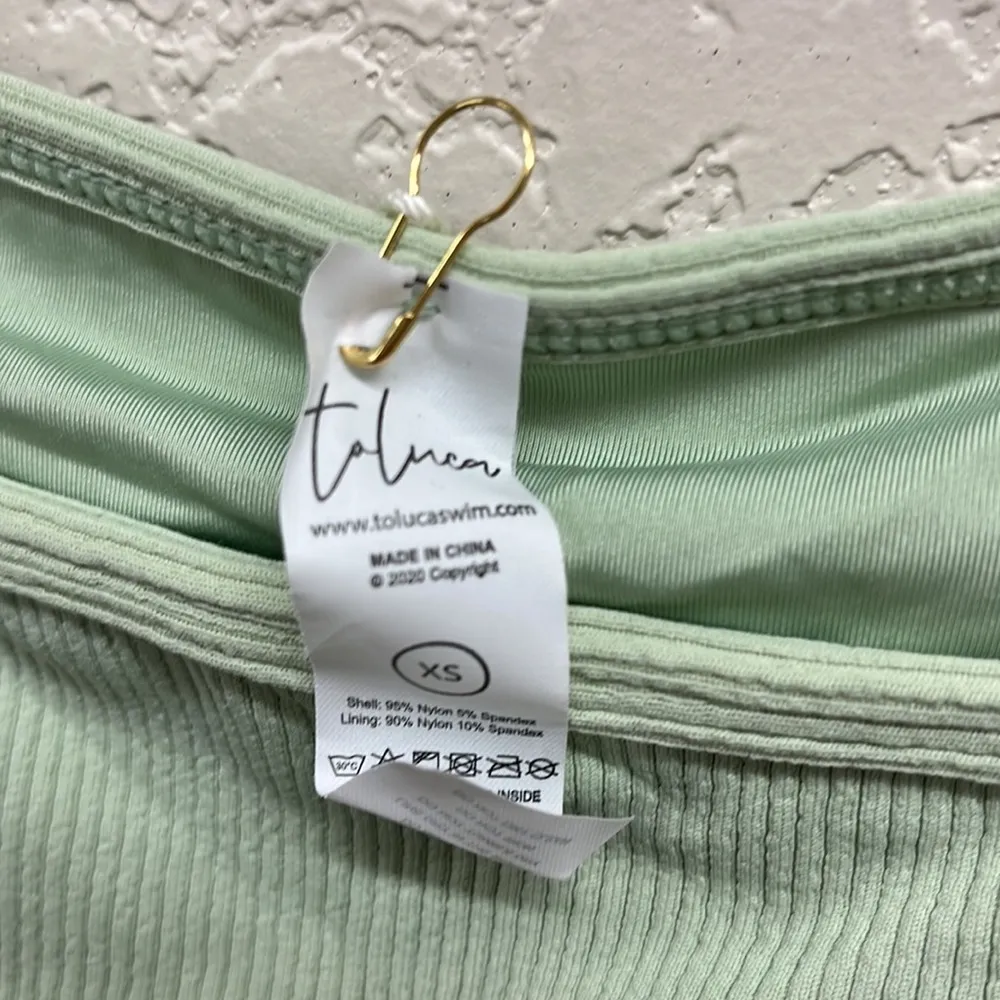 toluca
www.tolucaswim.com
MADE IN CHINA
© 2020 Copyright
XS
Shell: 95% Nylon 5% Spandex
Lining: 90% Nylon 10% Spandex
30°C
INSIDE